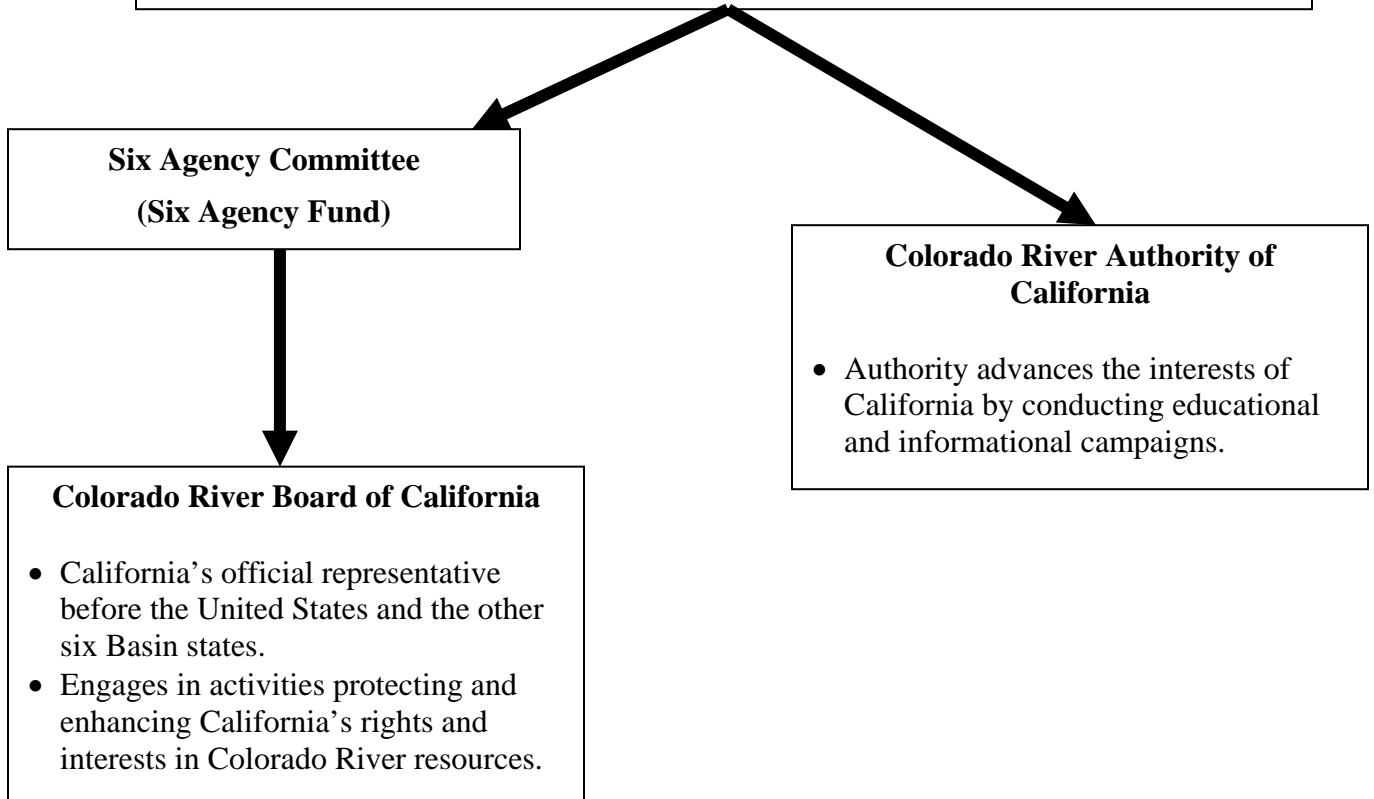 Six Agency Committee
(Six Agency Fund)
Colorado River Authority of
California
• Authority advances the interests of
California by conducting educational
and informational campaigns.
Colorado River Board of California
• California’s official representative
before the United States and the other
six Basin states.
• Engages in activities protecting and
enhancing California’s rights and
interests in Colorado River resources.